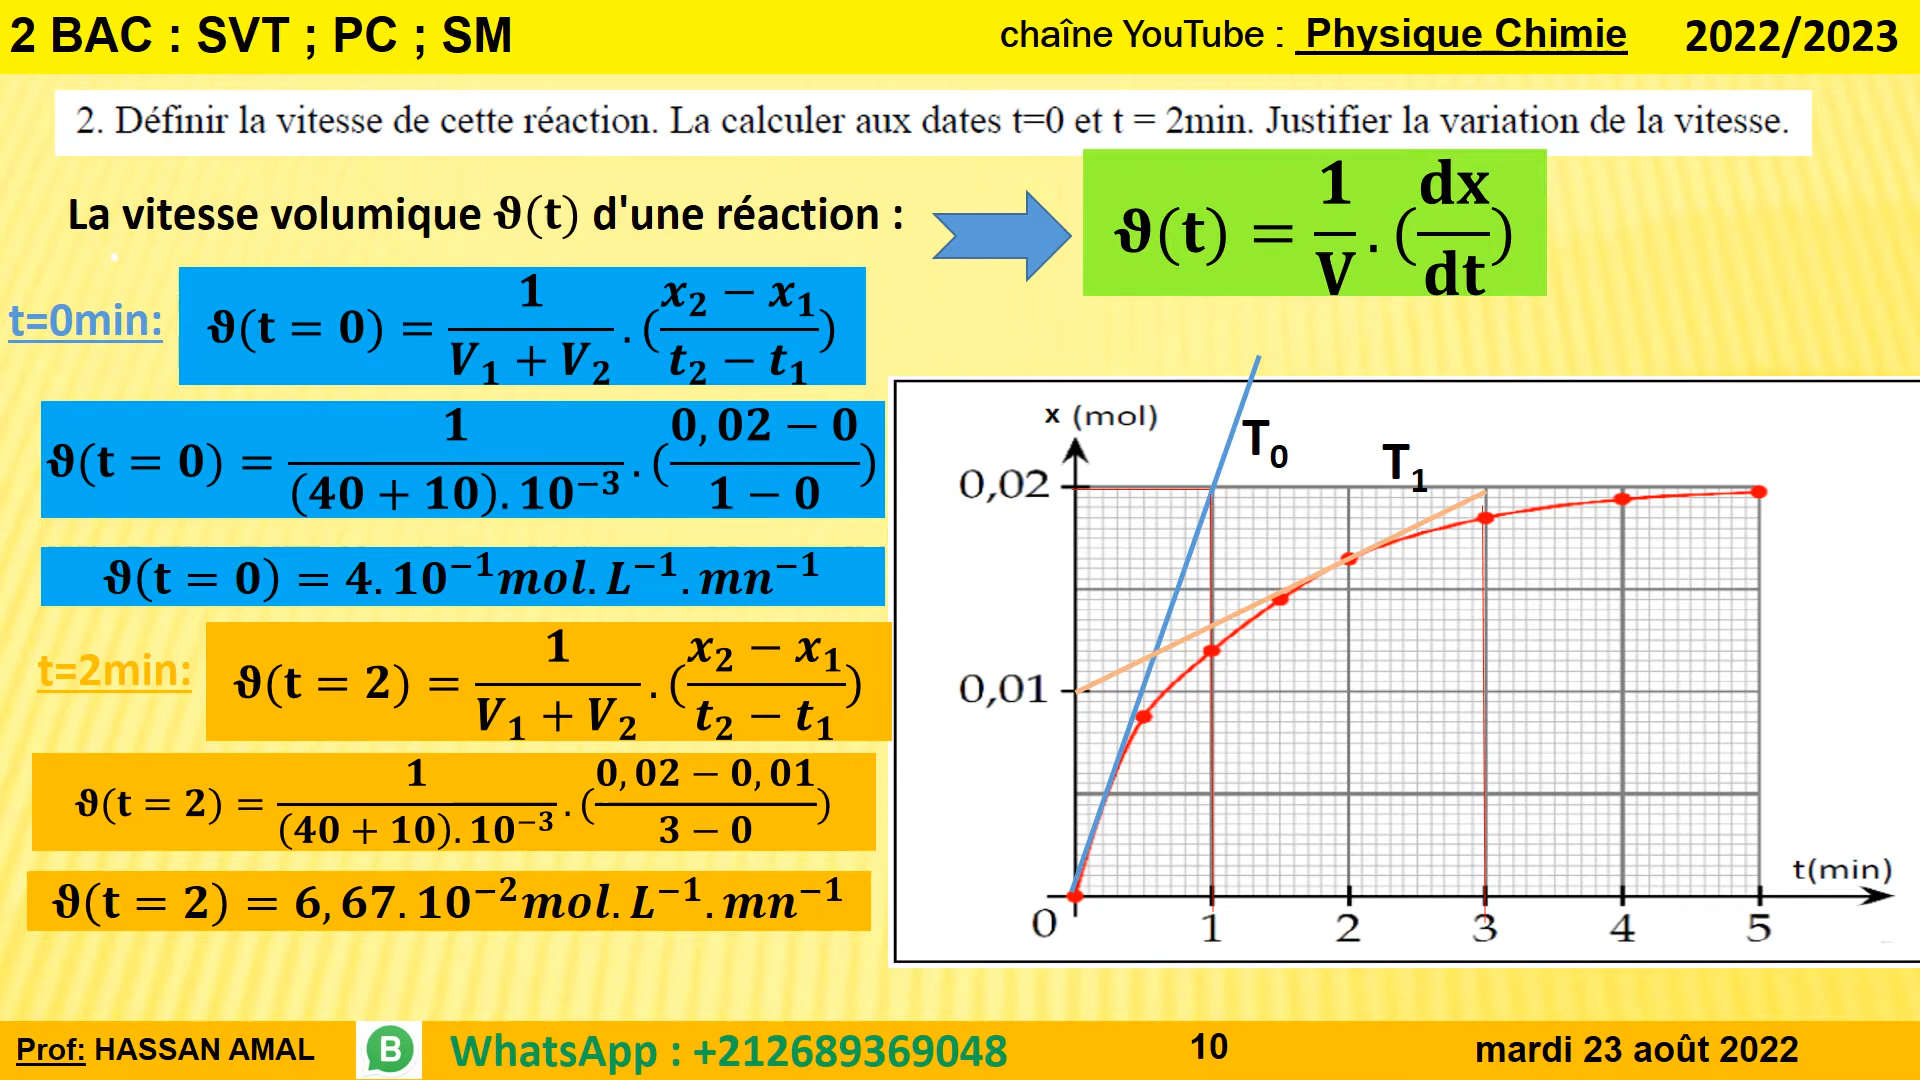 2 BAC : SVT ; PC ; SM
chaîne YouTube : Physique Chimie
2022/2023
2. Définir la vitesse de cette réaction. La calculer aux dates t=0 et t = 2min. Justifier la variation de la vitesse.
La vitesse volumique ϑ(t) d'une réaction :
ϑ(t) = 1/V . (dx/dt)
t=0min:
ϑ(t = 0) = 1/(V₁ + V₂) . ((x₂ − x₁)/(t₂ − t₁))
ϑ(t = 0) = 1/((40 + 10).10⁻³) . ((0,02 − 0)/(1 − 0))
ϑ(t = 0) = 4.10⁻¹mol.L⁻¹.mn⁻¹
t=2min:
ϑ(t = 2) = 1/(V₁ + V₂) . ((x₂ − x₁)/(t₂ − t₁))
ϑ(t = 2) = 1/((40 + 10).10⁻³) . ((0,02 − 0,01)/(3 − 0))
ϑ(t = 2) = 6,67.10⁻²mol.L⁻¹.mn⁻¹
x (mol)
T₀
T₁
0,02
0,01
t(min)
0 1 2 3 4 5
Prof: HASSAN AMAL
B
WhatsApp : +212689369048
10
mardi 23 août 2022